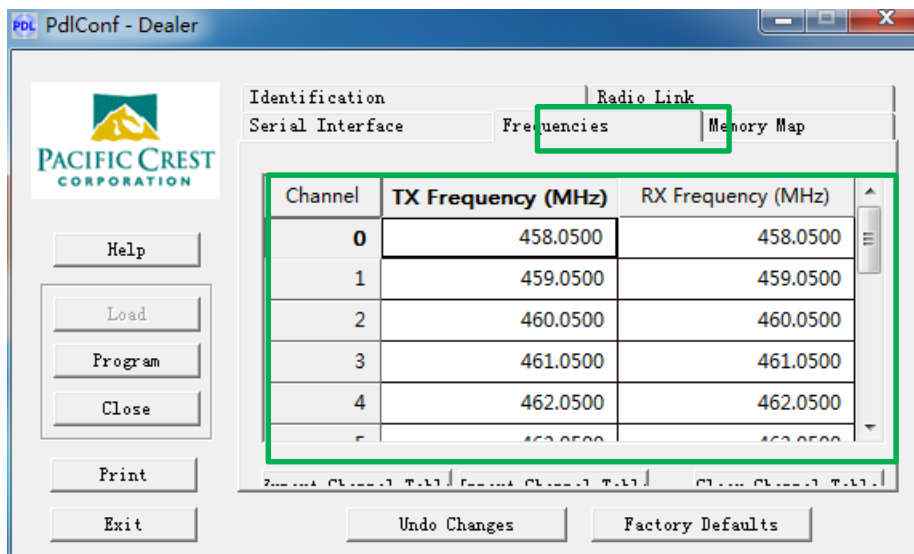 PDL PdlConf - Dealer
Identification Radio Link
Serial Interface Frequencies Memory Map
PACIFIC CREST
CORPORATION
Channel TX Frequency (MHz) RX Frequency (MHz)
0 458.0500 458.0500
1 459.0500 459.0500
2 460.0500 460.0500
3 461.0500 461.0500
4 462.0500 462.0500
Help
Load
Program
Close
Print
Exit
Undo Changes Factory Defaults